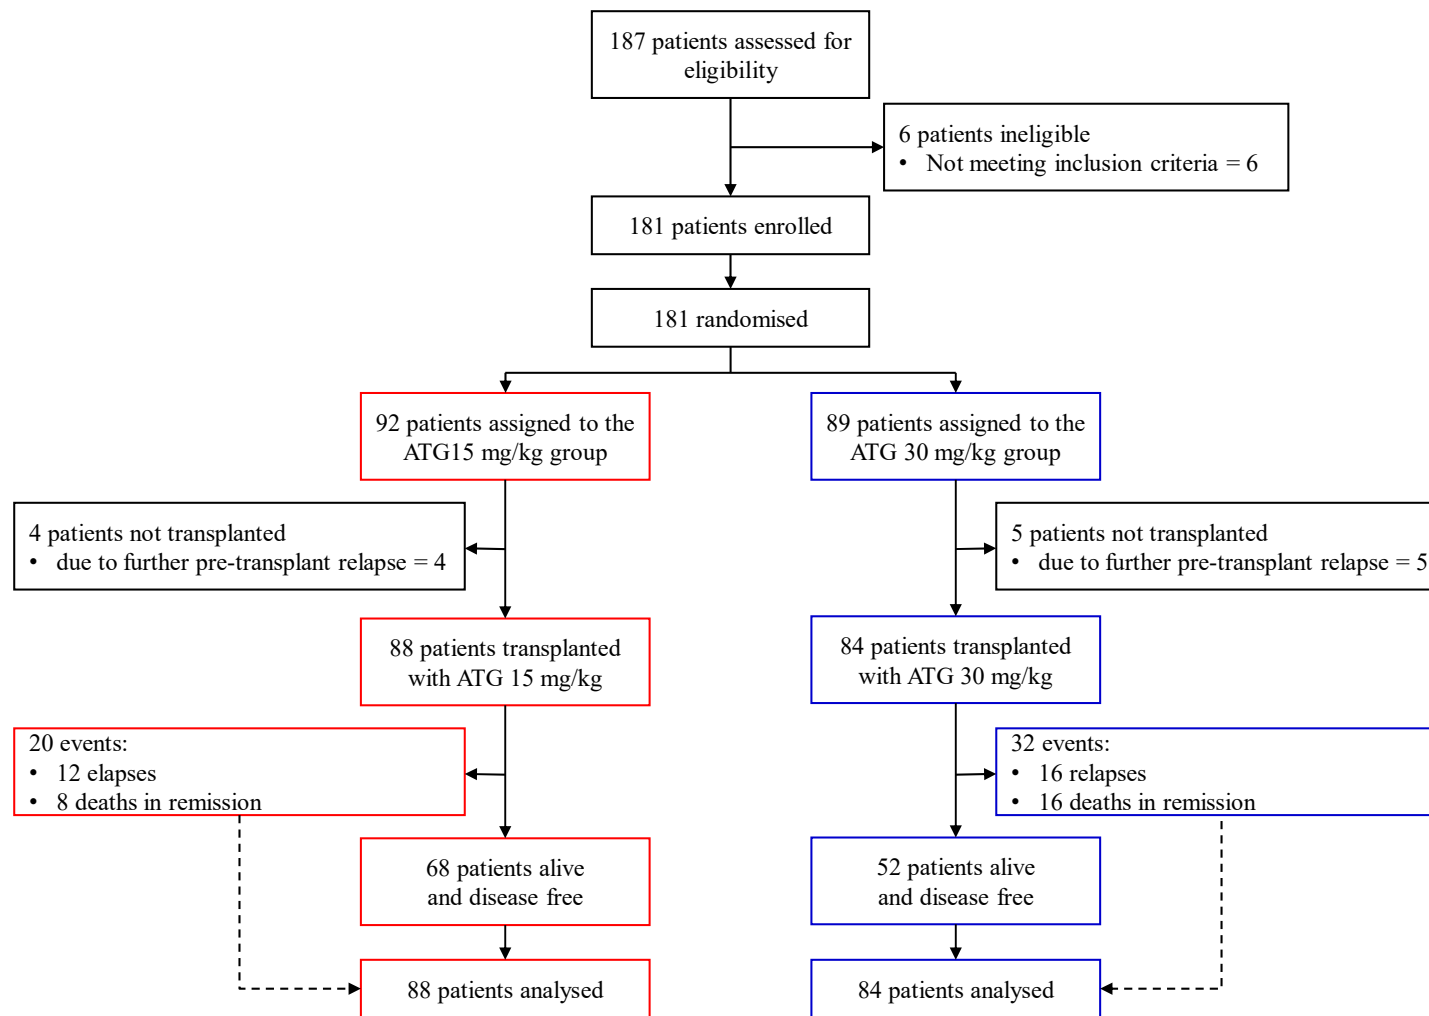 187 patients assessed for
eligibility
6 patients ineligible
• Not meeting inclusion criteria = 6
181 patients enrolled
181 randomised
92 patients assigned to the
ATG15 mg/kg group
89 patients assigned to the
ATG 30 mg/kg group
4 patients not transplanted
• due to further pre-transplant relapse = 4
5 patients not transplanted
• due to further pre-transplant relapse = 5
88 patients transplanted
with ATG 15 mg/kg
84 patients transplanted
with ATG 30 mg/kg
20 events:
• 12 elapses
• 8 deaths in remission
32 events:
• 16 relapses
• 16 deaths in remission
68 patients alive
and disease free
52 patients alive
and disease free
88 patients analysed
84 patients analysed